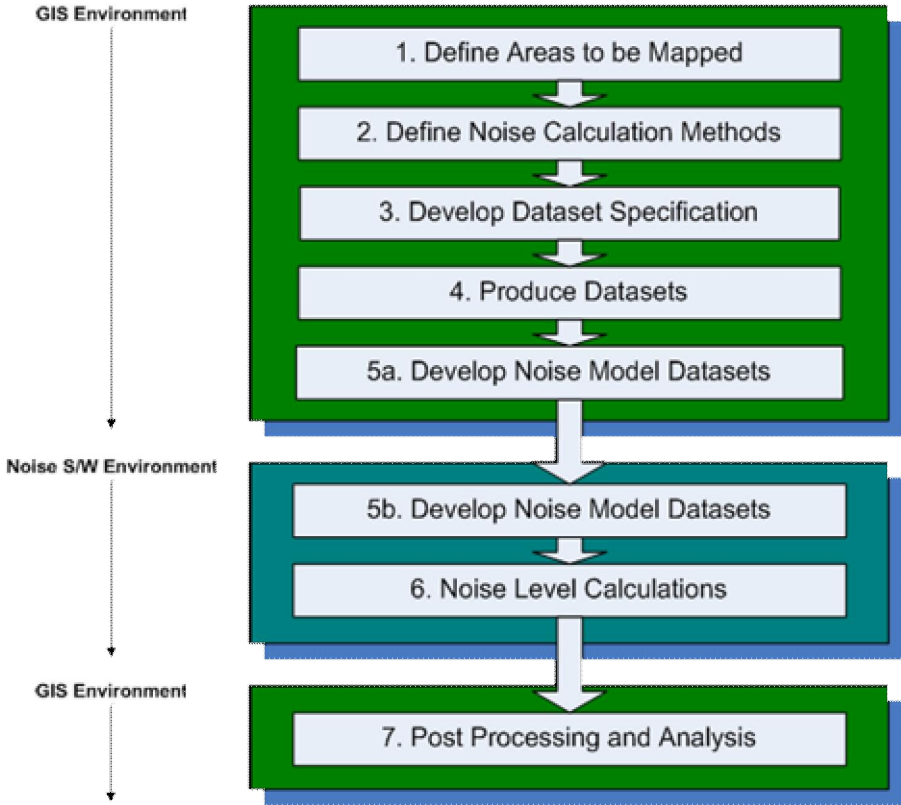 GIS Environment
1. Define Areas to be Mapped
2. Define Noise Calculation Methods
3. Develop Dataset Specification
4. Produce Datasets
5a. Develop Noise Model Datasets
Noise S/W Environment
5b. Develop Noise Model Datasets
6. Noise Level Calculations
GIS Environment
7. Post Processing and Analysis